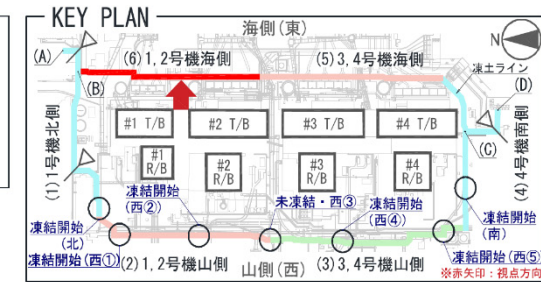 KEY PLAN
海側(東)
N
(A)
(6) 1,2号機海側
(5) 3,4号機海側
凍土ライン
(B)
(D)
#1 T/B
#2 T/B
#3 T/B
#4 T/B
(C)
(1) 1号機北側
(4) 4号機南側
#1
R/B
#2
R/B
#3
R/B
#4
R/B
凍結開始
(西②)
未凍結・西③
凍結開始
(西④)
凍結開始
(北)
凍結開始
(南)
凍結開始(西①)
(2) 1,2号機山側
山側(西)
(3) 3,4号機山側
凍結開始(西⑤)
※赤矢印:視点方向